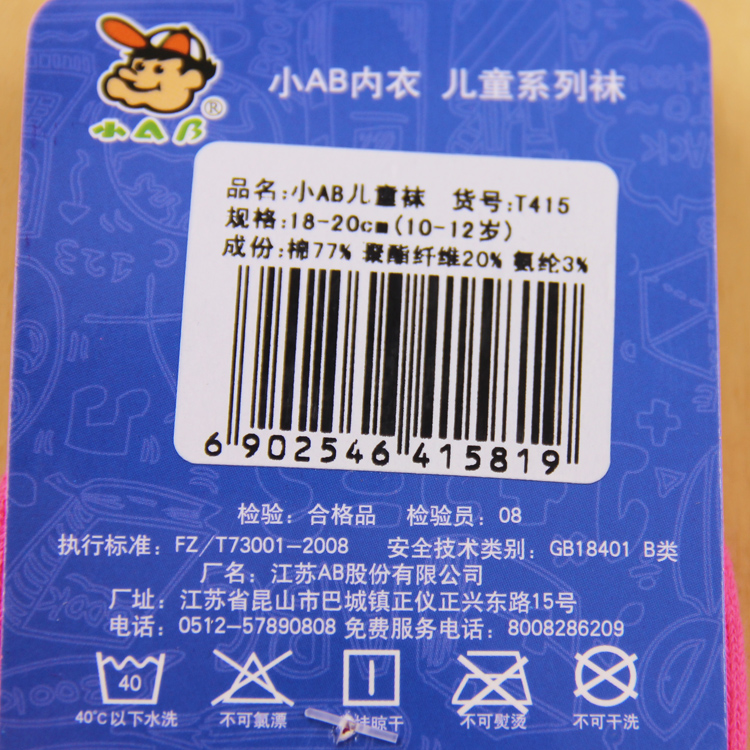 小AB®
小AB内衣 儿童系列袜
品名:小AB儿童袜 货号:T415
规格:18-20cm(10-12岁)
成份:棉77% 聚酯纤维20% 氨纶3%
6 902546 415819
检验：合格品 检验员：08
执行标准：FZ/T73001-2008 安全技术类别：GB18401 B类
厂名：江苏AB股份有限公司
厂址：江苏省昆山市巴城镇正仪正兴东路15号
电话：0512-57890808 免费服务电话：8008286209
40
40℃以下水洗 不可氯漂 挂晾干 不可熨烫 不可干洗